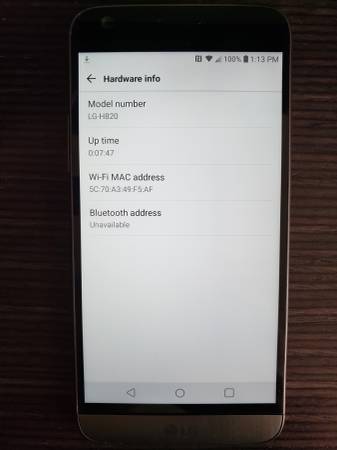 100% 1:13 PM
Hardware info
Model number
LG-H820
Up time
0:07:47
Wi-Fi MAC address
5C:70:A3:49:F5:AF
Bluetooth address
Unavailable
LG